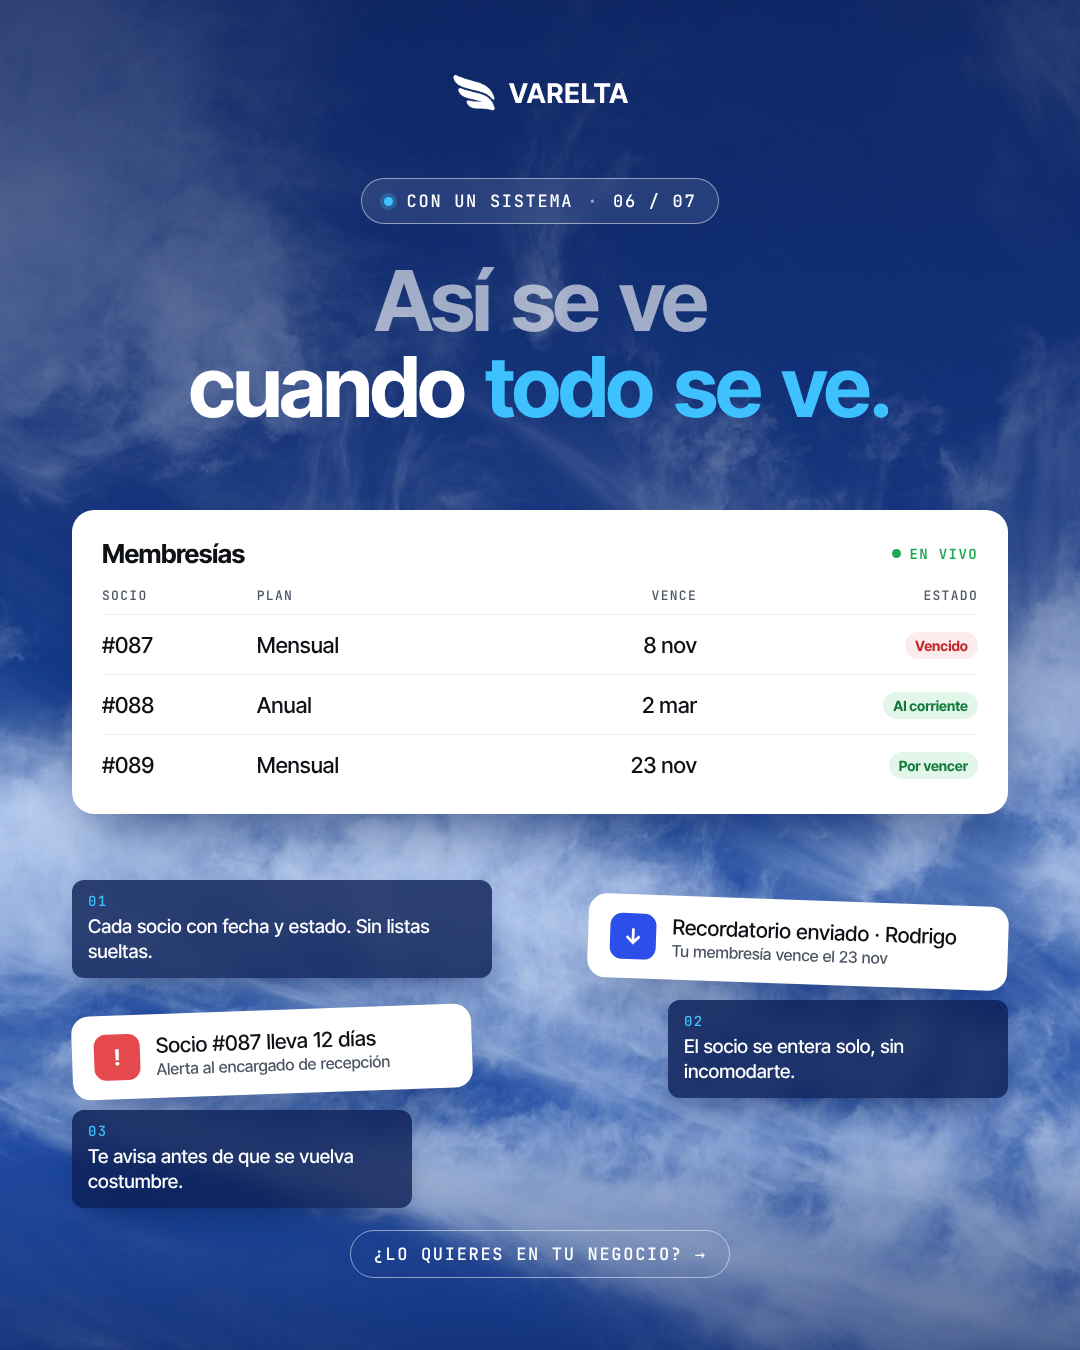 VARELTA
CON UN SISTEMA · 06 / 07
Así se ve
cuando todo se ve.
Membresías
EN VIVO
SOCIO PLAN VENCE ESTADO
#087 Mensual 8 nov Vencido
#088 Anual 2 mar Al corriente
#089 Mensual 23 nov Por vencer
01
Cada socio con fecha y estado. Sin listas
sueltas.
Recordatorio enviado · Rodrigo
Tu membresía vence el 23 nov
02
El socio se entera solo, sin
incomodarte.
!
Socio #087 lleva 12 días
Alerta al encargado de recepción
03
Te avisa antes de que se vuelva
costumbre.
¿LO QUIERES EN TU NEGOCIO? →